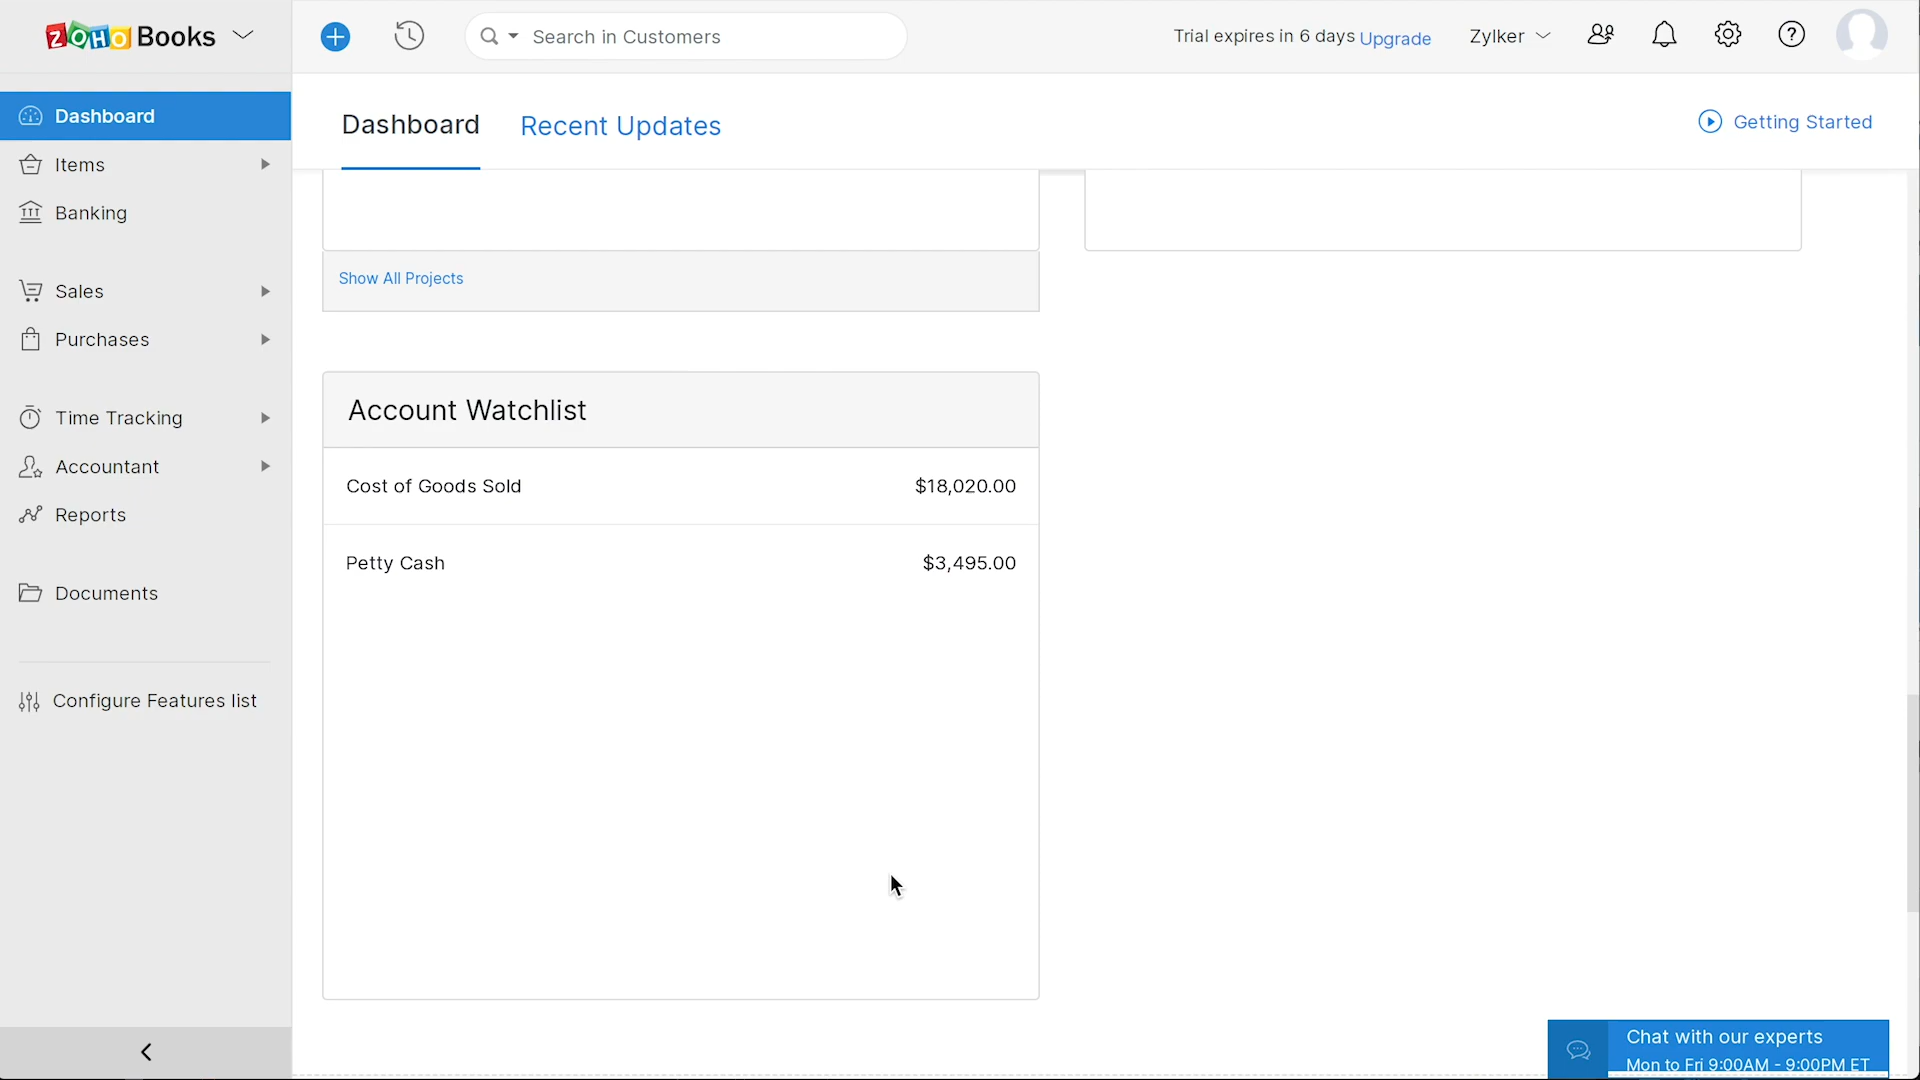 ZOHO Books
Search in Customers
Trial expires in 6 days Upgrade
Zylker
Dashboard
Items
Banking
Sales
Purchases
Time Tracking
Accountant
Reports
Documents
Configure Features list
Dashboard
Recent Updates
Getting Started
Show All Projects
Account Watchlist
Cost of Goods Sold $18,020.00
Petty Cash $3,495.00
Chat with our experts
Mon to Fri 9:00AM - 9:00PM ET